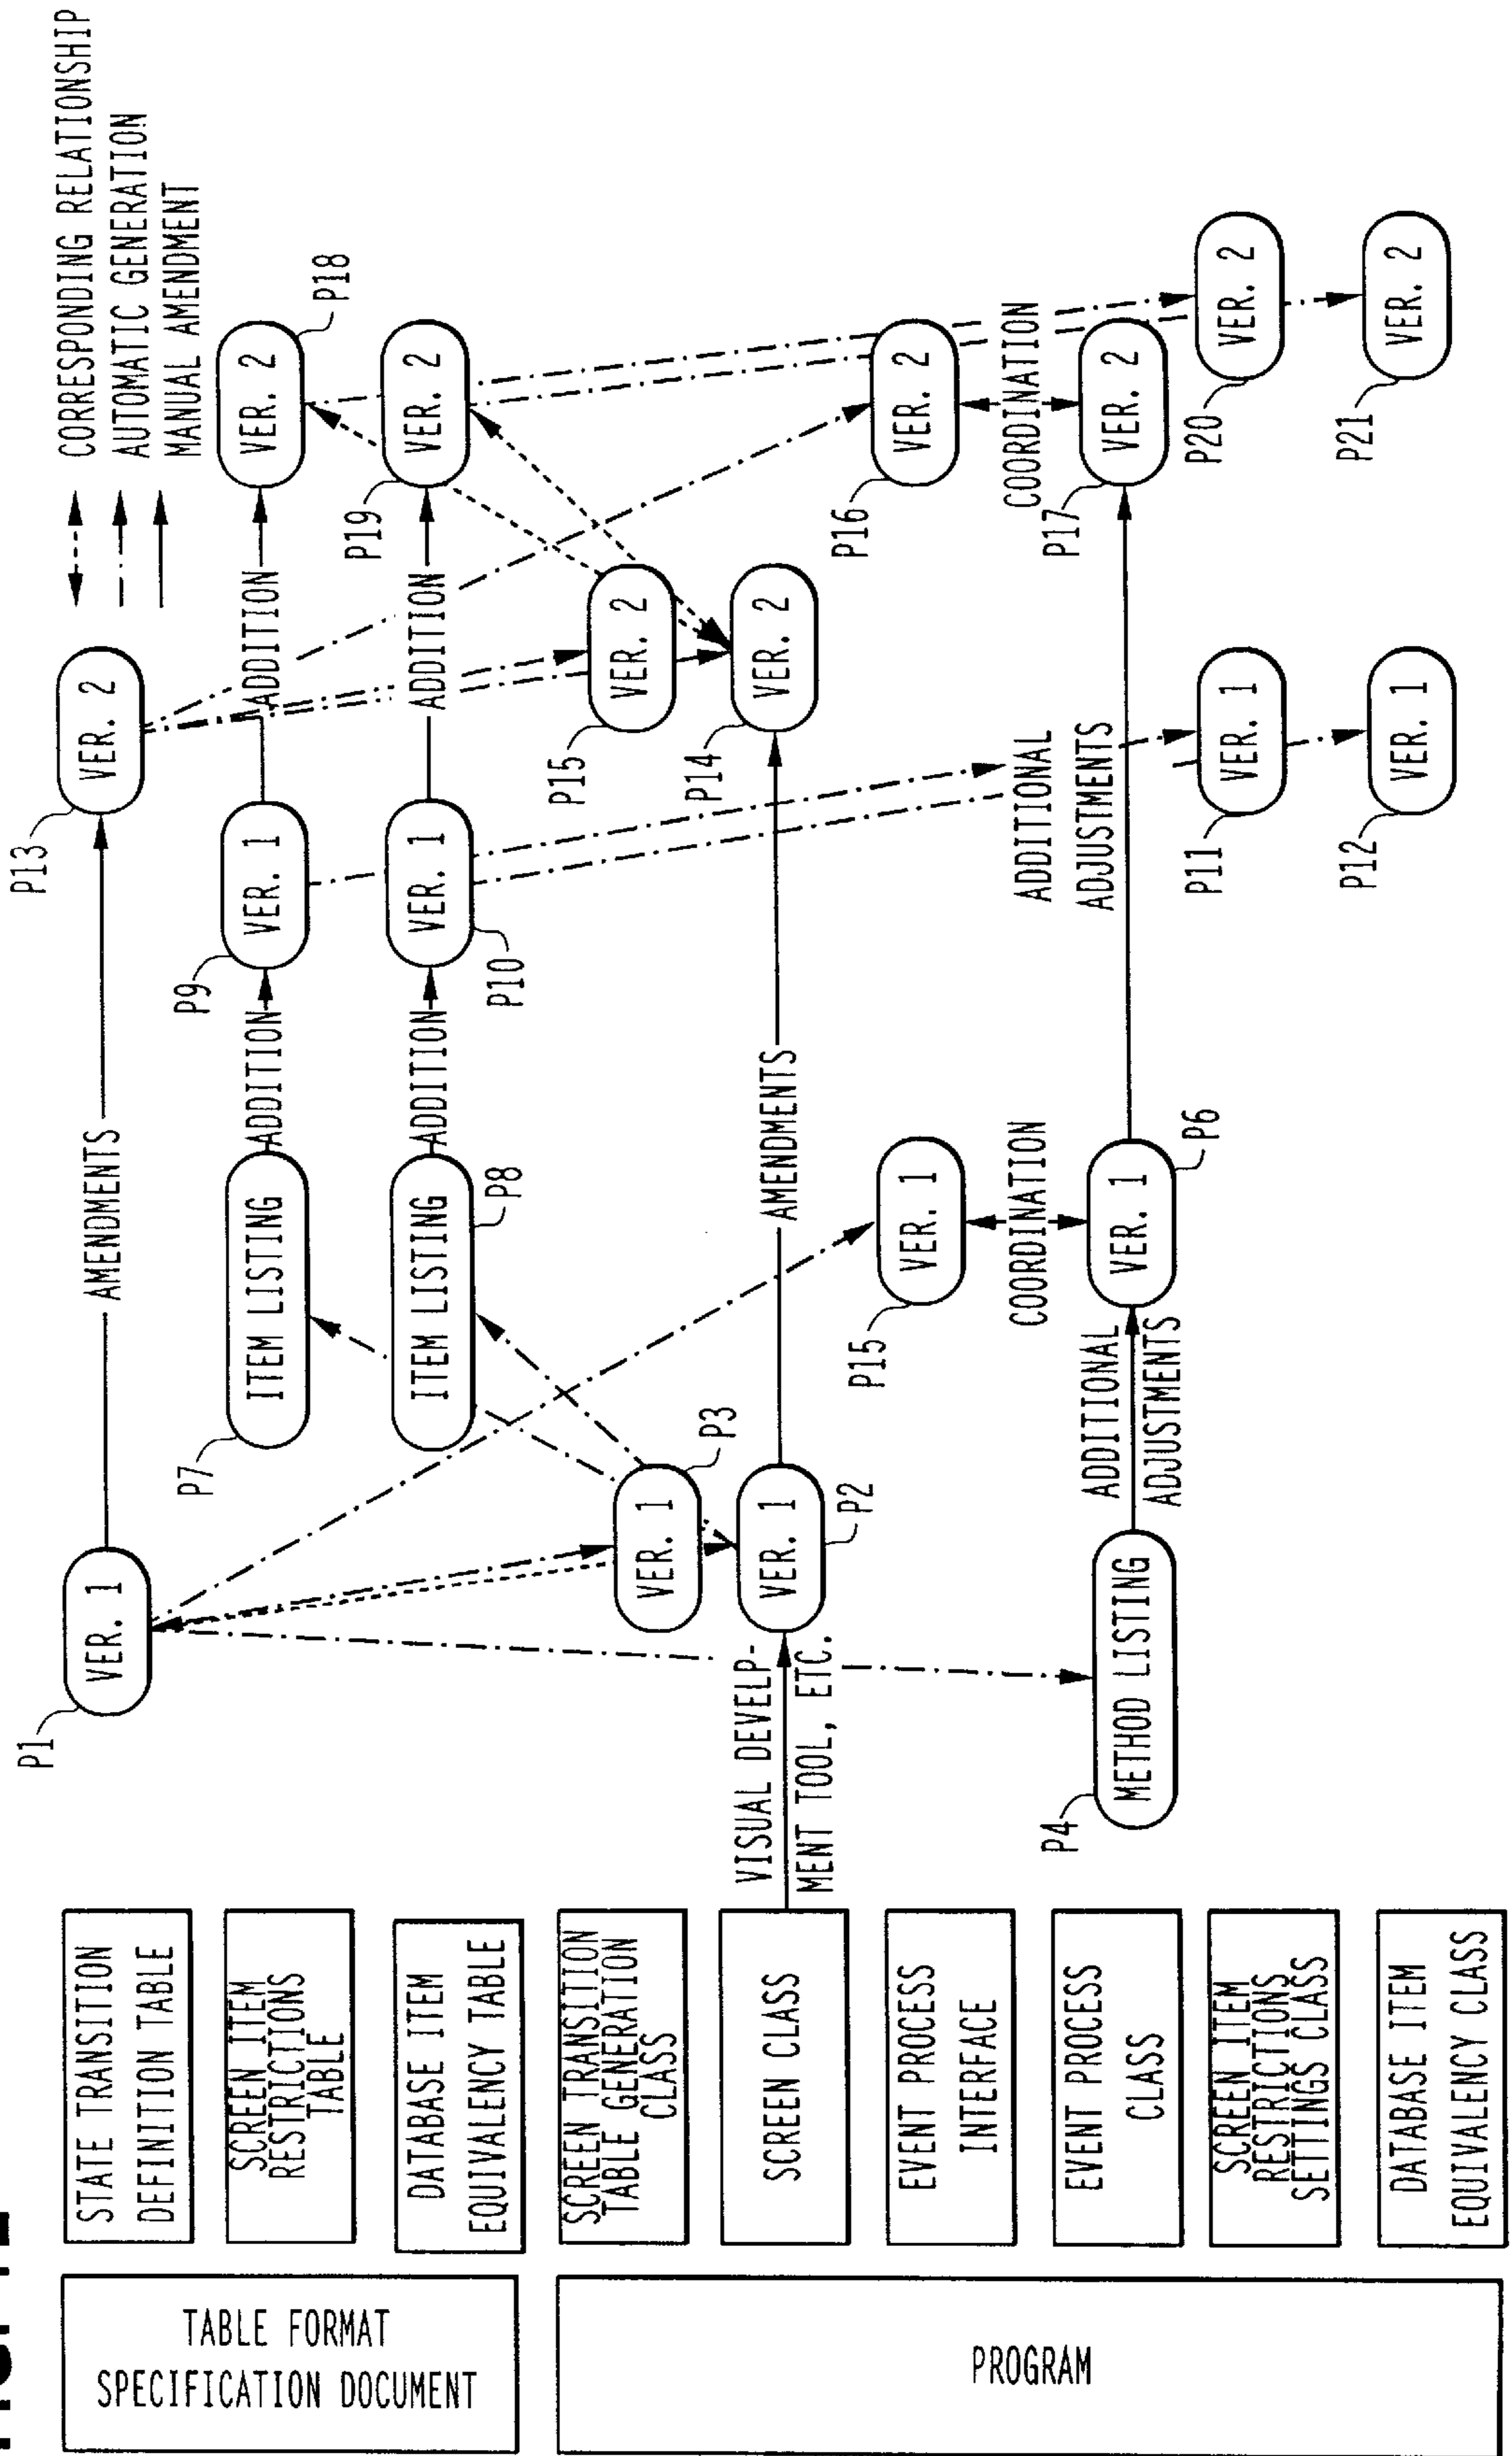 CORRESPONDING RELATIONSHIP
AUTOMATIC GENERATION
MANUAL AMENDMENT
TABLE FORMAT
SPECIFICATION DOCUMENT
STATE TRANSITION
DEFINITION TABLE
P1
VER. 1
AMENDMENTS
P13
VER. 2
SCREEN ITEM
RESTRICTIONS
TABLE
P7
ITEM LISTING
ADDITION
P9
VER. 1
ADDITION
VER. 2
P18
DATABASE ITEM
EQUIVALENCY TABLE
ITEM LISTING
P8
ADDITION
VER. 1
P10
ADDITION
P19
VER. 2
PROGRAM
SCREEN TRANSITION
TABLE GENERATION
CLASS
VER. 1
P3
P15
VER. 2
SCREEN CLASS
VISUAL DEVELP-
MENT TOOL, ETC.
VER. 1
P2
AMENDMENTS
P14
VER. 2
EVENT PROCESS
INTERFACE
P15
VER. 1
P16
VER. 2
COORDINATION
COORDINATION
EVENT PROCESS
CLASS
P4
METHOD LISTING
ADDITIONAL
ADJUSTMENTS
VER. 1
P6
ADDITIONAL
ADJUSTMENTS
P17
VER. 2
SCREEN ITEM
RESTRICTIONS
SETTINGS CLASS
P11
VER. 1
P20
VER. 2
DATABASE ITEM
EQUIVALENCY CLASS
P12
VER. 1
P21
VER. 2